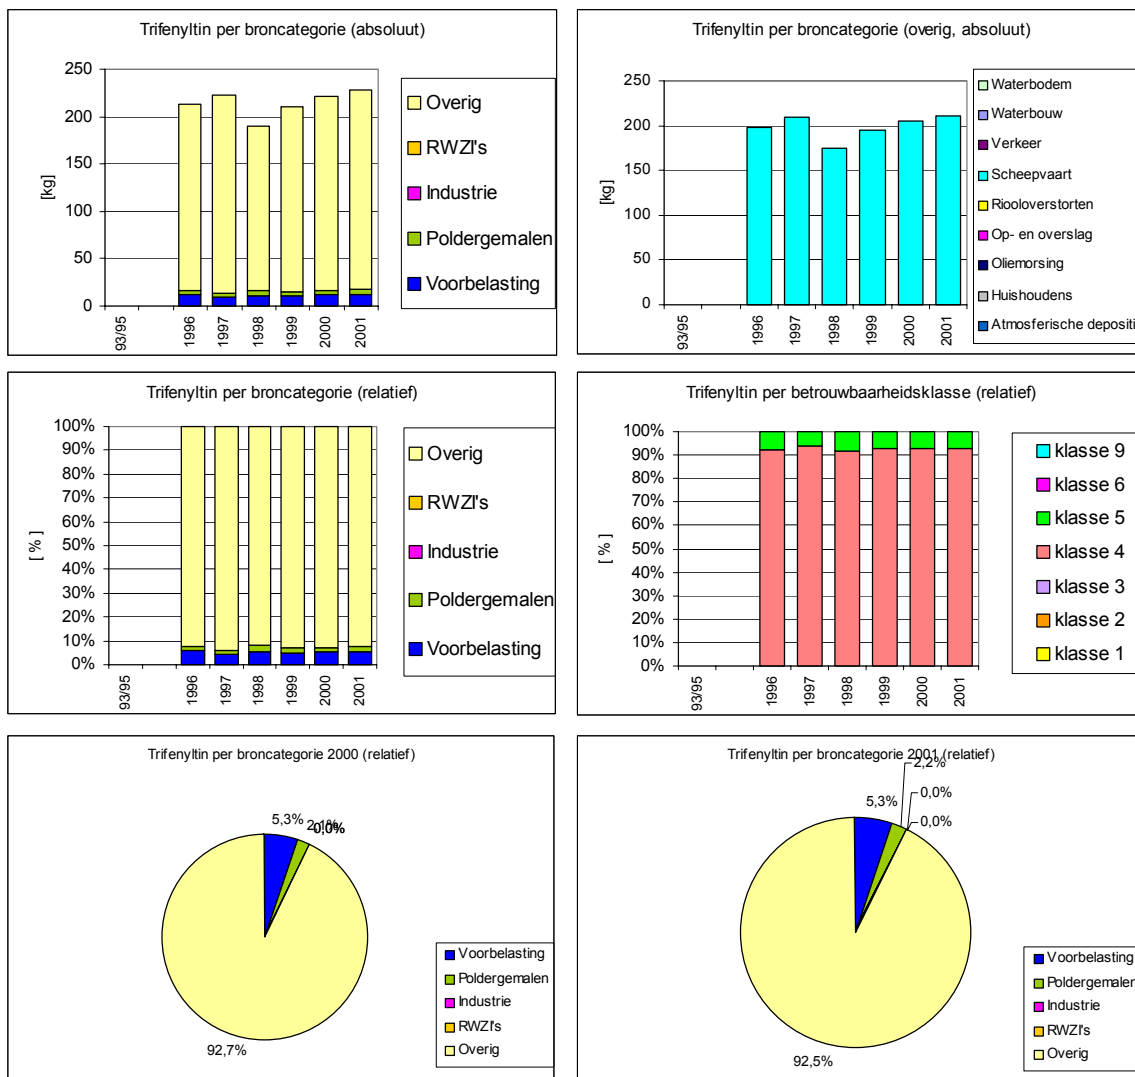 Trifenyltin per broncategorie (absoluut)
250
200
150
100
50
0
[kg]
93/95
1996
1997
1998
1999
2000
2001
Overig
RWZI's
Industrie
Poldergemalen
Voorbelasting
Trifenyltin per broncategorie (overig, absoluut)
250
200
150
100
50
0
[kg]
93/95
1996
1997
1998
1999
2000
2001
Waterbodem
Waterbouw
Verkeer
Scheepvaart
Riooloverstorten
Op- en overslag
Oliemorsing
Huishoudens
Atmosferische depositi
Trifenyltin per broncategorie (relatief)
100%
90%
80%
70%
60%
50%
40%
30%
20%
10%
0%
[ % ]
93/95
1996
1997
1998
1999
2000
2001
Overig
RWZI's
Industrie
Poldergemalen
Voorbelasting
Trifenyltin per betrouwbaarheidsklasse (relatief)
100%
90%
80%
70%
60%
50%
40%
30%
20%
10%
0%
[ % ]
93/95
1996
1997
1998
1999
2000
2001
klasse 9
klasse 6
klasse 5
klasse 4
klasse 3
klasse 2
klasse 1
Trifenyltin per broncategorie 2000 (relatief)
5,3%
2,1%
0,0%
92,7%
Voorbelasting
Poldergemalen
Industrie
RWZI's
Overig
Trifenyltin per broncategorie 2001 (relatief)
2,2%
5,3%
0,0%
0,0%
92,5%
Voorbelasting
Poldergemalen
Industrie
RWZI's
Overig